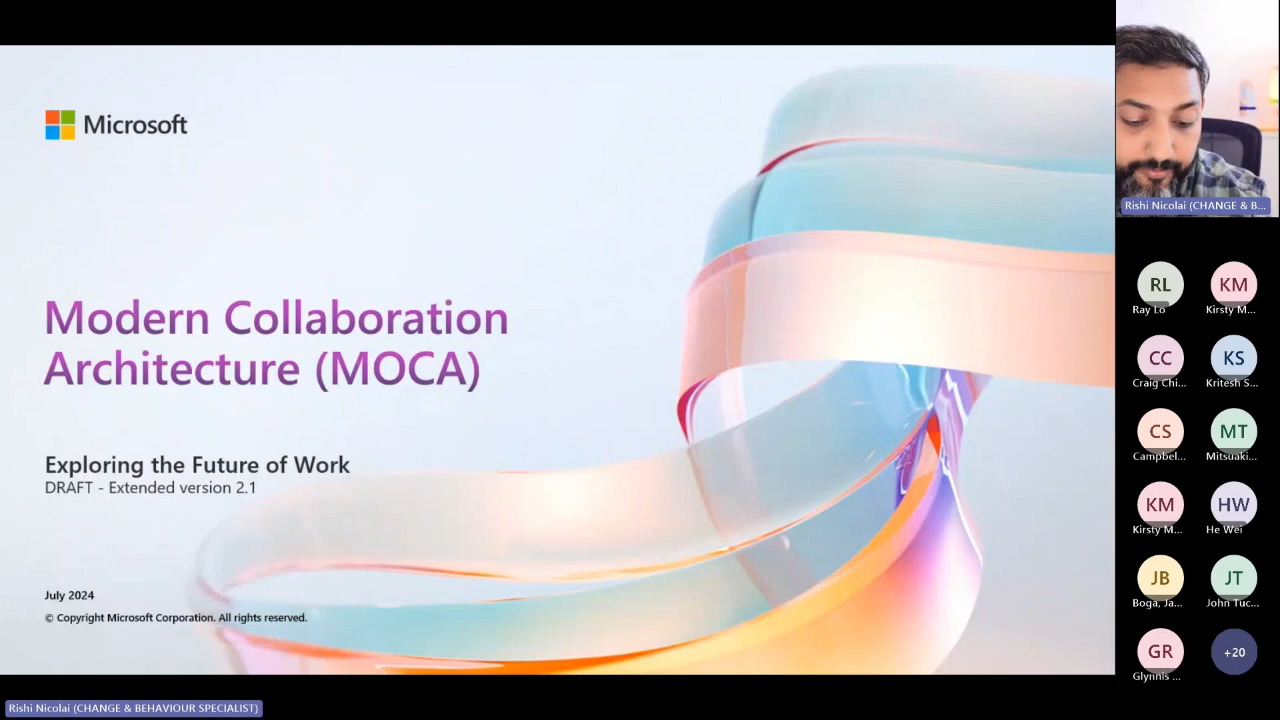 Microsoft
Modern Collaboration
Architecture (MOCA)
Exploring the Future of Work
DRAFT - Extended version 2.1
July 2024
© Copyright Microsoft Corporation. All rights reserved.
Rishi Nicolai (CHANGE & BEHAVIOUR SPECIALIST)
Rishi Nicolai (CHANGE & B...
RL
Ray Lo
KM
Kirsty M...
CC
Craig Chi...
KS
Kritesh S...
CS
Campbel...
MT
Mitsuaki...
KM
Kirsty M...
HW
He Wei
JB
Boga, Ja...
JT
John Tuc...
GR
Glynnis ...
+20